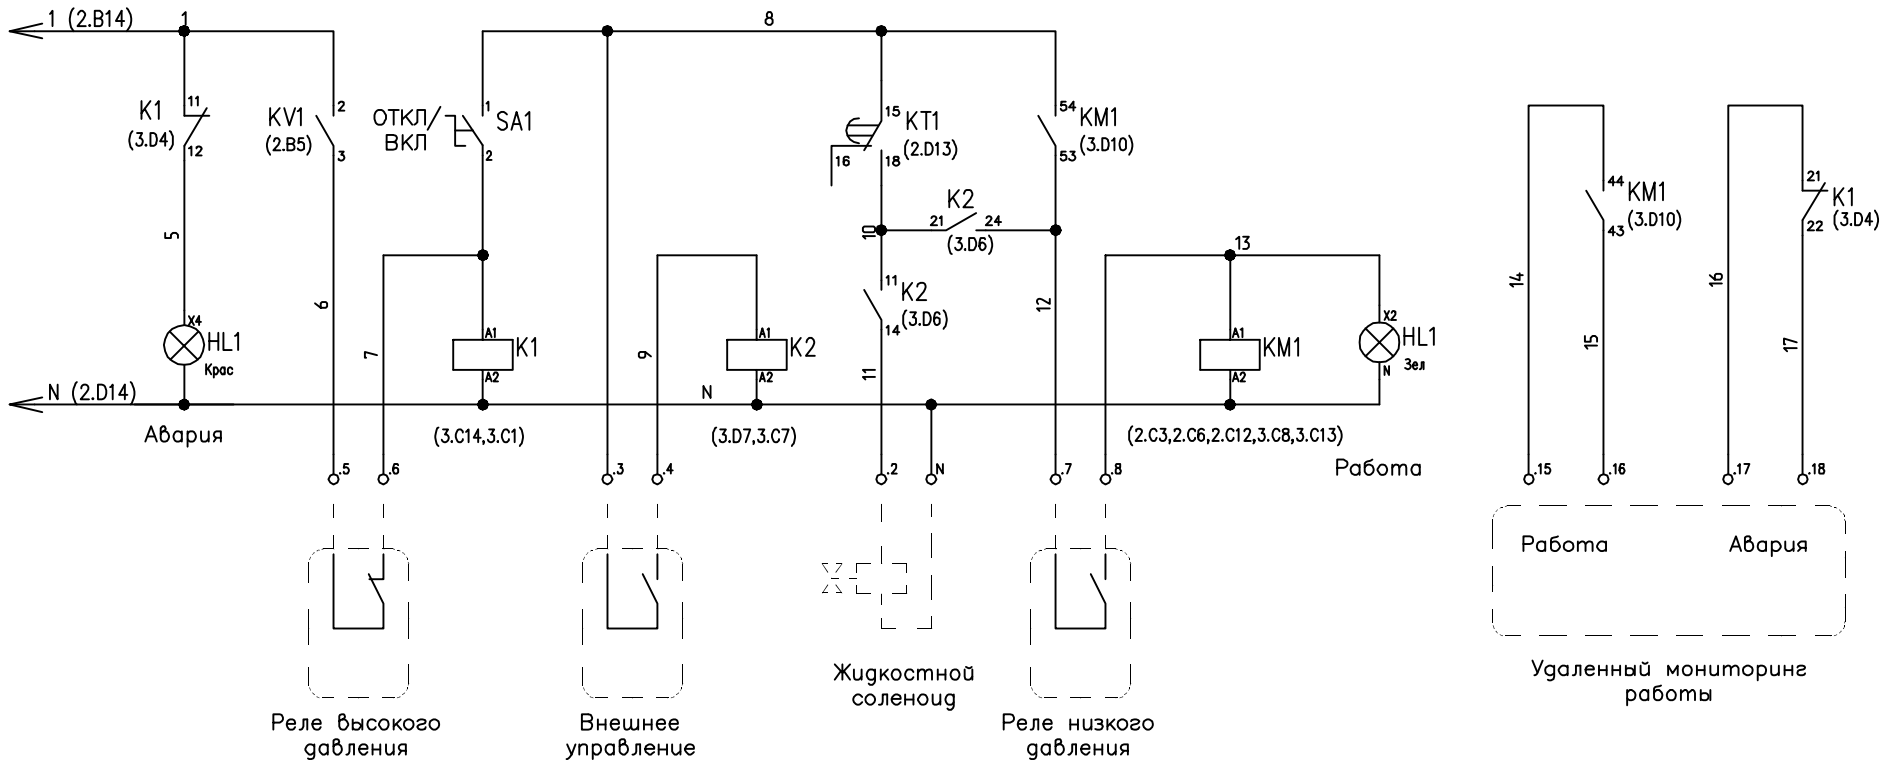 1 (2.B14)
1
8
K1
(3.D4)
11
12
KV1
(2.B5)
2
3
ОТКЛ
ВКЛ
SA1
1
2
KT1
(2.D13)
15
16
18
KM1
(3.D10)
54
53
5
6
7
9
10
K2
21
24
(3.D6)
K2
(3.D6)
11
14
11
12
13
HL1
X4
Крас
K1
A1
A2
K2
A1
A2
KM1
A1
A2
HL1
X2
Зел
N
N (2.D14)
N
Авария
(3.C14,3.C1)
(3.D7,3.C7)
(2.C3,2.C6,2.C12,3.C8,3.C13)
Работа
.5
.6
.3
.4
.2
N
.7
.8
Реле высокого
давления
Внешнее
управление
Жидкостной
соленоид
Реле низкого
давления
14
15
44
KM1
(3.D10)
43
16
17
21
K1
(3.D4)
22
.15
.16
.17
.18
Работа
Авария
Удаленный мониторинг
работы